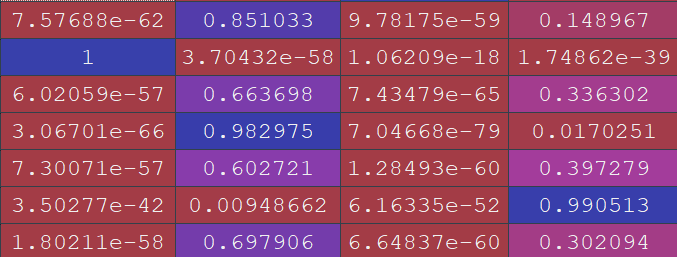 7.57688e-62 0.851033 9.78175e-59 0.148967
1 3.70432e-58 1.06209e-18 1.74862e-39
6.02059e-57 0.663698 7.43479e-65 0.336302
3.06701e-66 0.982975 7.04668e-79 0.0170251
7.30071e-57 0.602721 1.28493e-60 0.397279
3.50277e-42 0.00948662 6.16335e-52 0.990513
1.80211e-58 0.697906 6.64837e-60 0.302094